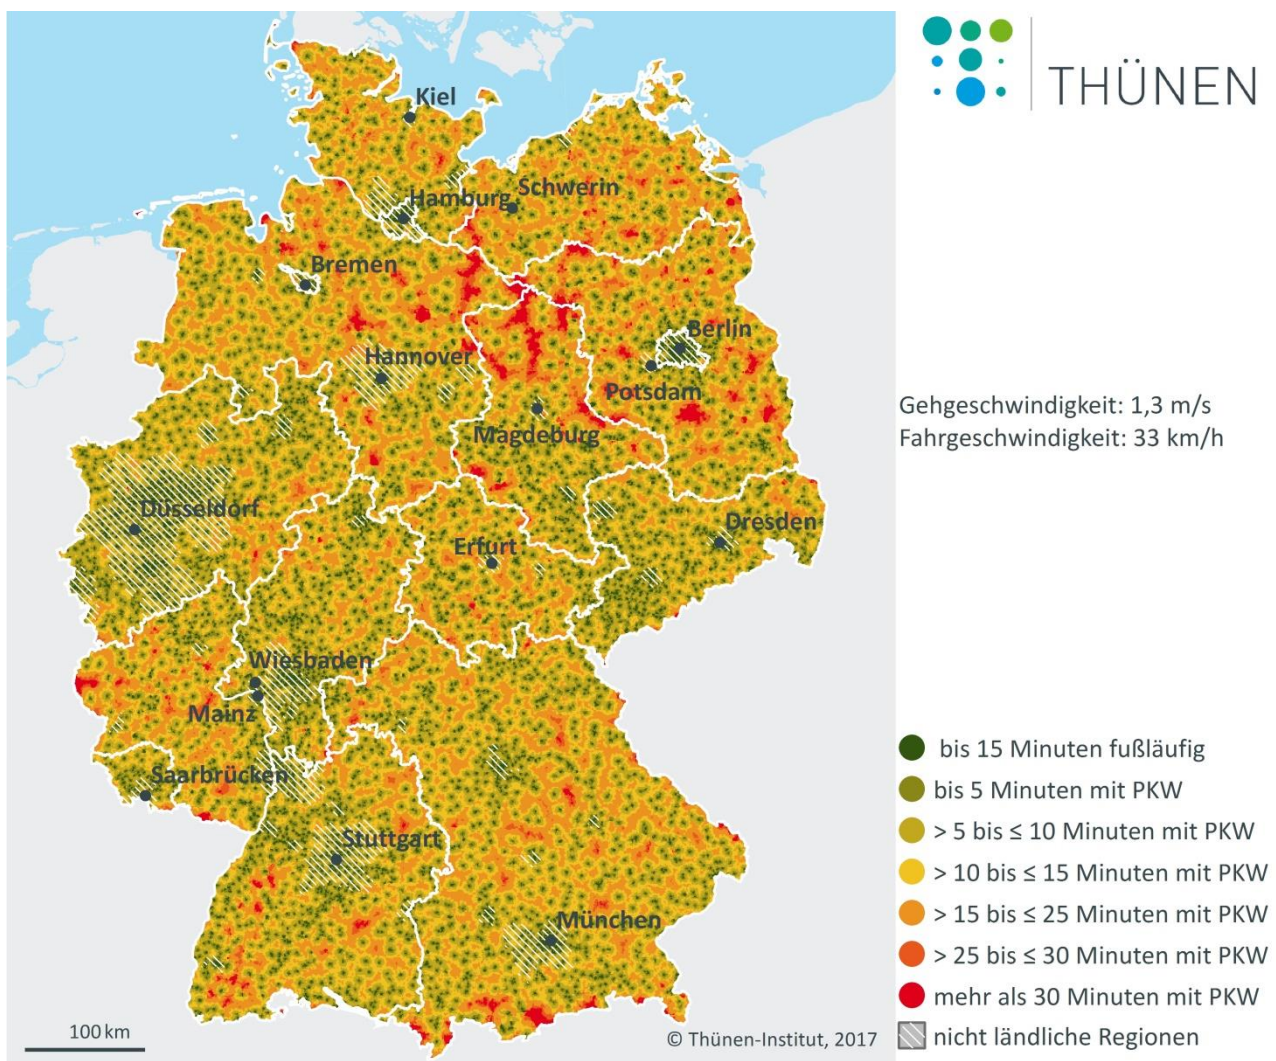 THÜNEN
Kiel
Schwerin
Hamburg
Bremen
Berlin
Hannover
Potsdam
Magdeburg
Düsseldorf
Dresden
Erfurt
Wiesbaden
Mainz
Saarbrücken
Stuttgart
München
Gehgeschwindigkeit: 1,3 m/s
Fahrgeschwindigkeit: 33 km/h
bis 15 Minuten fußläufig
bis 5 Minuten mit PKW
> 5 bis ≤ 10 Minuten mit PKW
> 10 bis ≤ 15 Minuten mit PKW
> 15 bis ≤ 25 Minuten mit PKW
> 25 bis ≤ 30 Minuten mit PKW
mehr als 30 Minuten mit PKW
nicht ländliche Regionen
100 km
© Thünen-Institut, 2017